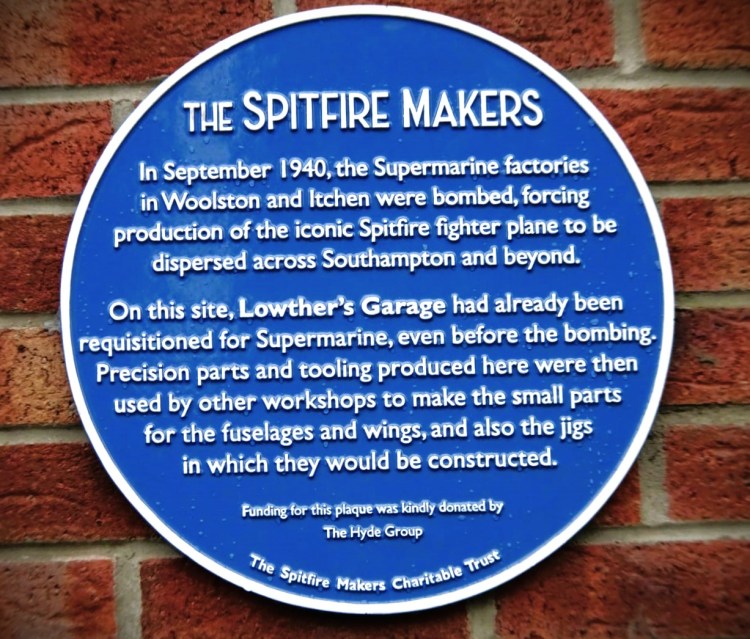 THE SPITFIRE MAKERS
In September 1940, the Supermarine factories
in Woolston and Itchen were bombed, forcing
production of the iconic Spitfire fighter plane to be
dispersed across Southampton and beyond.
On this site, Lowther's Garage had already been
requisitioned for Supermarine, even before the bombing.
Precision parts and tooling produced here were then
used by other workshops to make the small parts
for the fuselages and wings, and also the jigs
in which they would be constructed.
Funding for this plaque was kindly donated by
The Hyde Group
The Spitfire Makers Charitable Trust